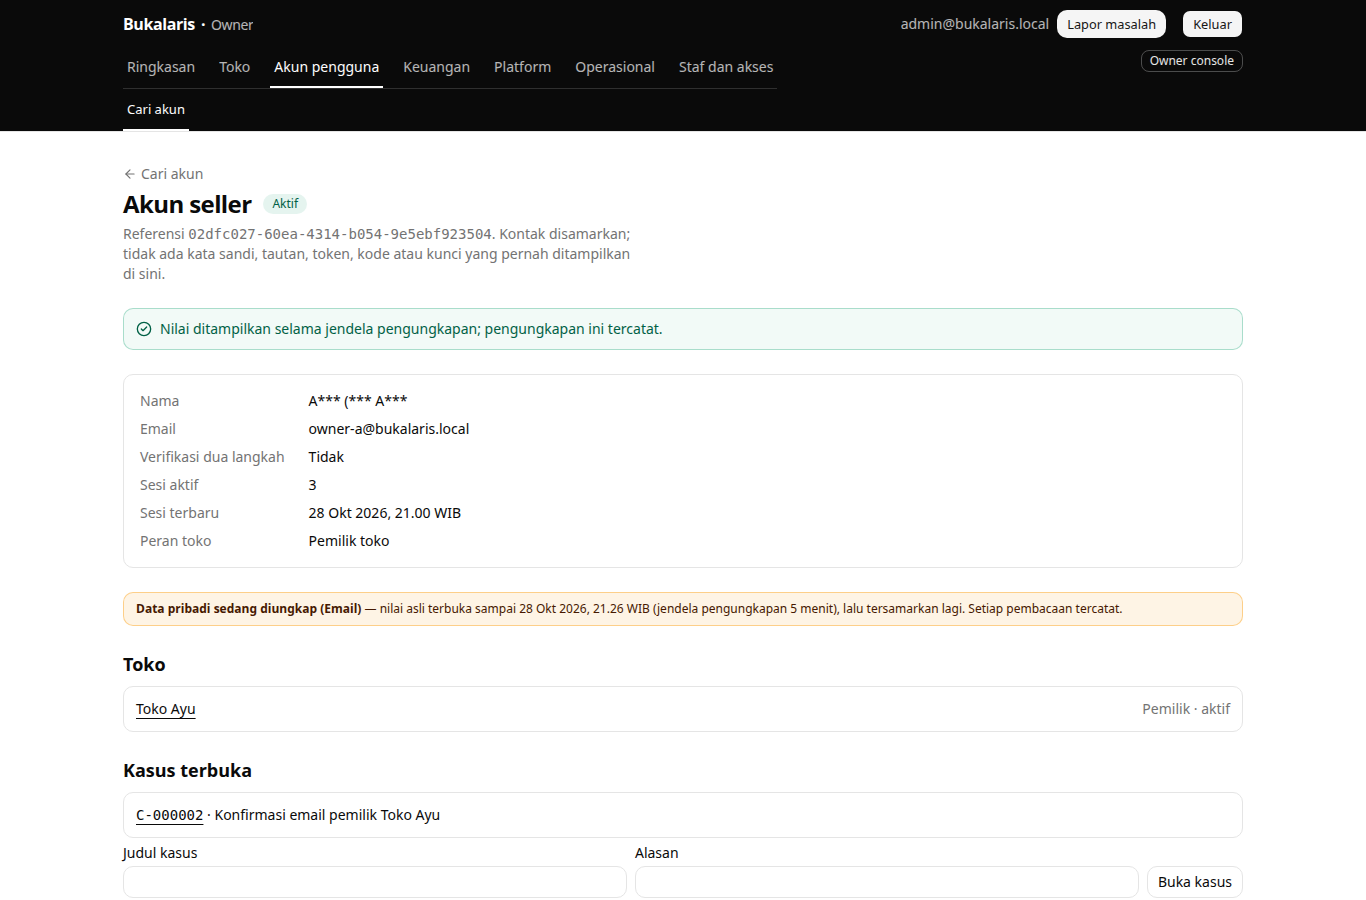 Bukalaris · Owner
admin@bukalaris.local
Lapor masalah
Keluar
Ringkasan
Toko
Akun pengguna
Keuangan
Platform
Operasional
Staf dan akses
Owner console
Cari akun
← Cari akun
Akun seller
Aktif
Referensi 02dfc027-60ea-4314-b054-9e5ebf923504. Kontak disamarkan;
tidak ada kata sandi, tautan, token, kode atau kunci yang pernah ditampilkan
di sini.
Nilai ditampilkan selama jendela pengungkapan; pengungkapan ini tercatat.
Nama A*** (*** A***
Email owner-a@bukalaris.local
Verifikasi dua langkah Tidak
Sesi aktif 3
Sesi terbaru 28 Okt 2026, 21.00 WIB
Peran toko Pemilik toko
Data pribadi sedang diungkap (Email) — nilai asli terbuka sampai 28 Okt 2026, 21.26 WIB (jendela pengungkapan 5 menit), lalu tersamarkan lagi. Setiap pembacaan tercatat.
Toko
Toko Ayu
Pemilik · aktif
Kasus terbuka
C-000002 · Konfirmasi email pemilik Toko Ayu
Judul kasus
Alasan
Buka kasus